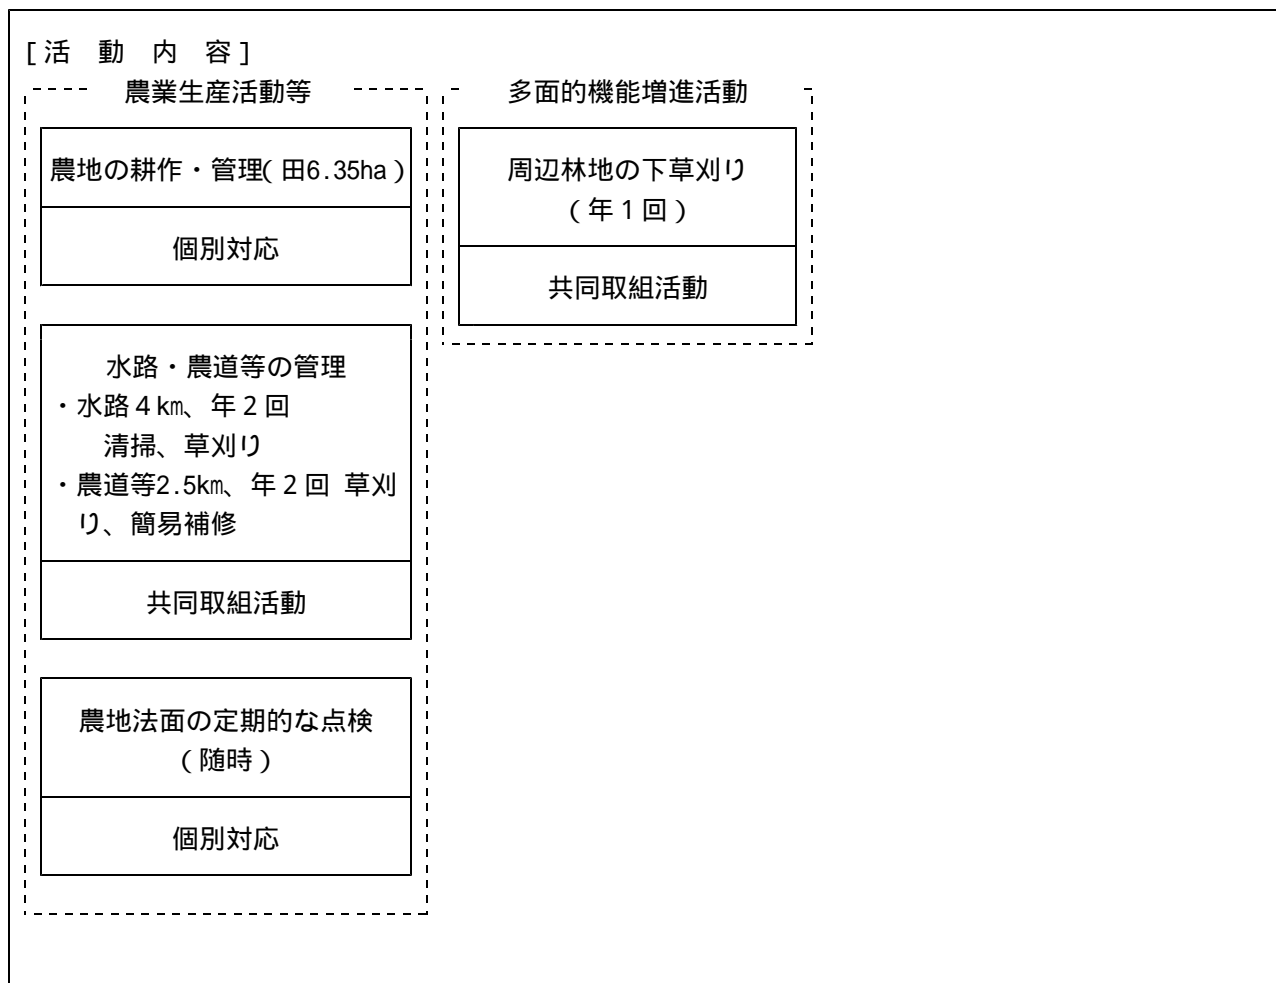 [活 動 内 容]
農業生産活動等
農地の耕作・管理(田6.35ha)
個別対応
水路・農道等の管理
・水路4km、年2回
清掃、草刈り
・農道等2.5km、年2回 草刈
り、簡易補修
共同取組活動
農地法面の定期的な点検
(随時)
個別対応
多面的機能増進活動
周辺林地の下草刈り
(年1回)
共同取組活動